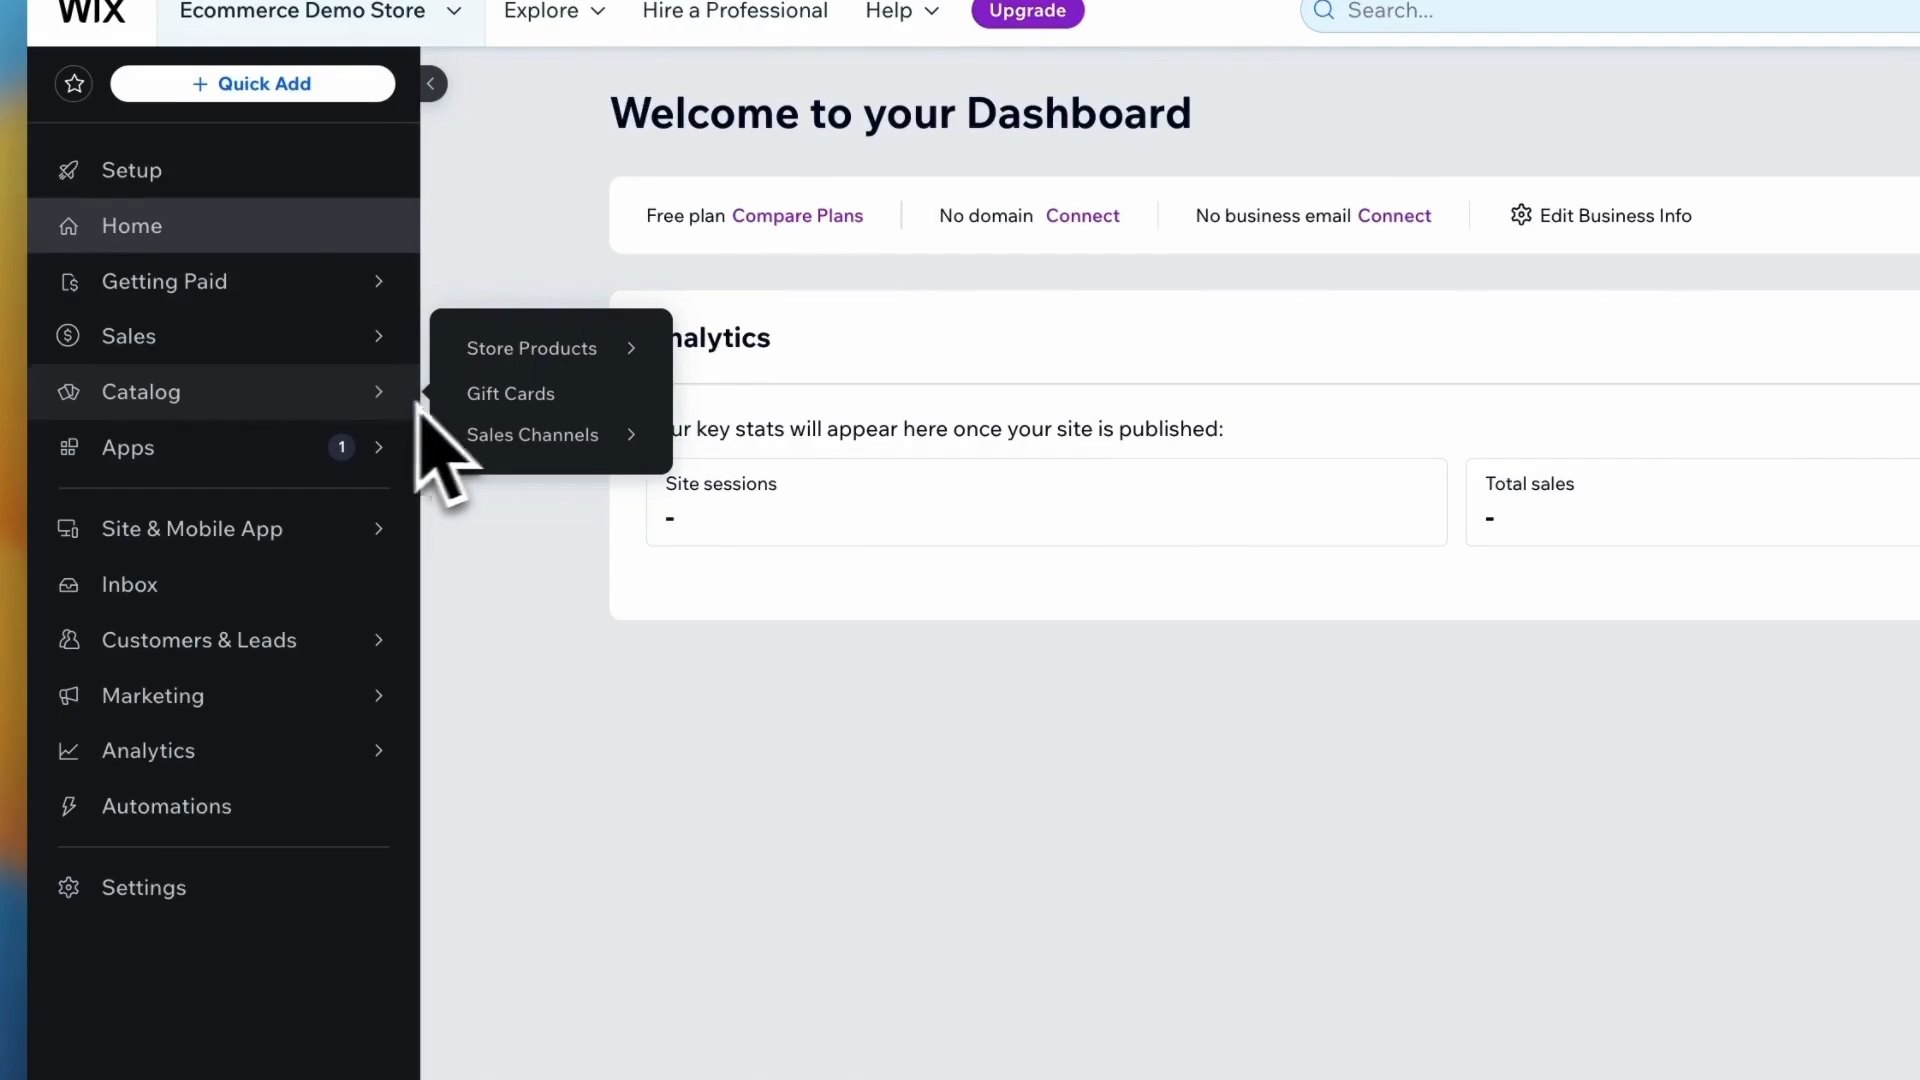 WIX
Ecommerce Demo Store
Explore
Hire a Professional
Help
Upgrade
Search...
+ Quick Add
Setup
Home
Getting Paid
Sales
Catalog
Apps 1
Site & Mobile App
Inbox
Customers & Leads
Marketing
Analytics
Automations
Settings
Store Products
Gift Cards
Sales Channels
Welcome to your Dashboard
Free plan Compare Plans
No domain Connect
No business email Connect
Edit Business Info
nalytics
ur key stats will appear here once your site is published:
Site sessions
-
Total sales
-